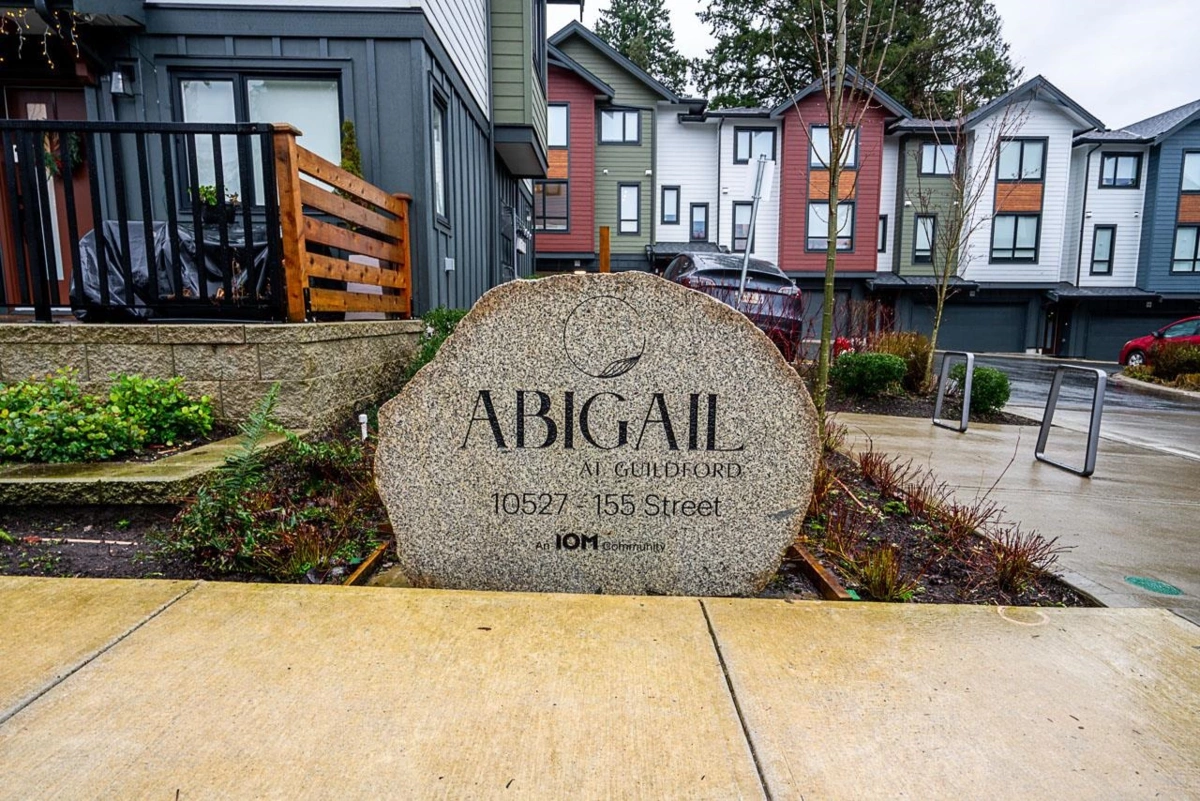 ABIGAIL
AT GUILDFORD
10527 - 155 Street
An IOM Community